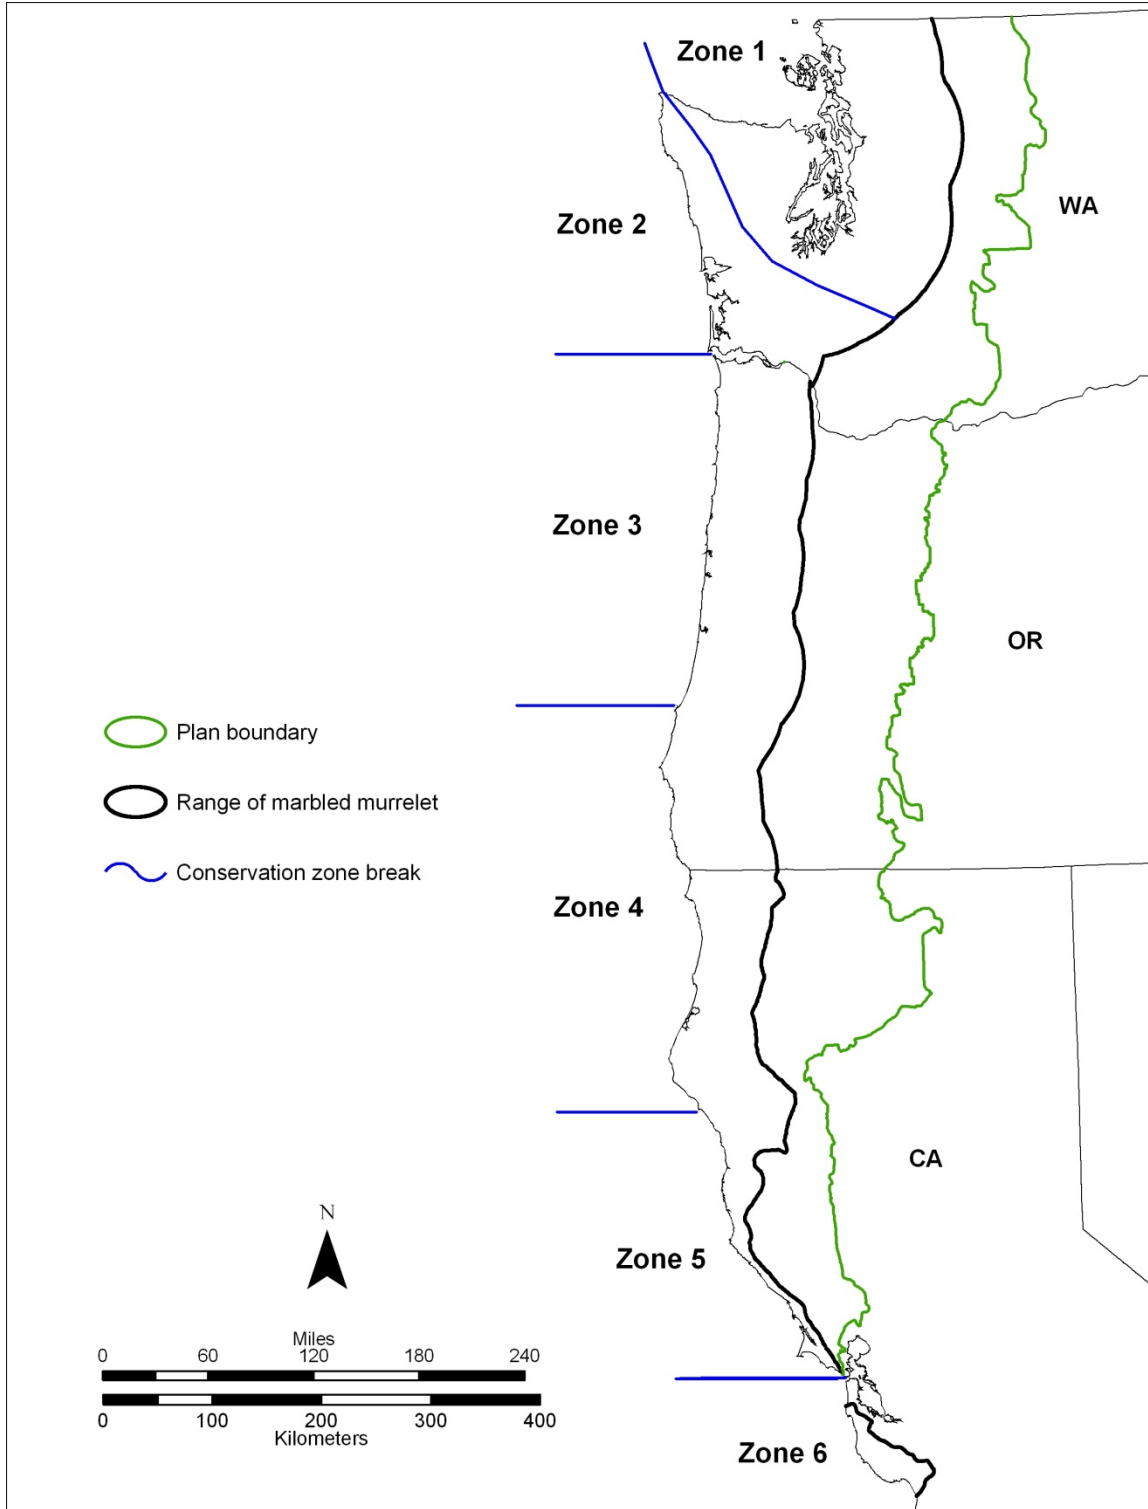 Zone 1
WA
Zone 2
Zone 3
OR
Plan boundary
Range of marbled murrelet
Conservation zone break
Zone 4
CA
N
Zone 5
Miles
0 60 120 180 240
0 100 200 300 400
Kilometers
Zone 6